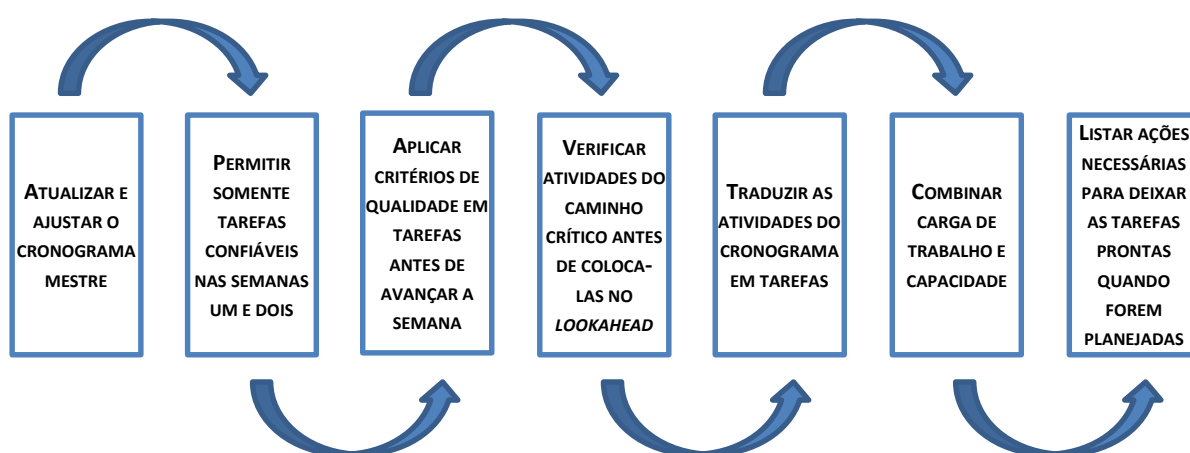 ATUALIZAR E
AJUSTAR O
CRONOGRAMA
MESTRE
PERMITIR
SOMENTE
TAREFAS
CONFIÁVEIS
NAS SEMANAS
UM E DOIS
APLICAR
CRITÉRIOS DE
QUALIDADE EM
TAREFAS
ANTES DE
AVANÇAR A
SEMANA
VERIFICAR
ATIVIDADES DO
CAMINHO
CRÍTICO ANTES
DE COLOCA-
LAS NO
LOOKAHEAD
TRADUZIR AS
ATIVIDADES DO
CRONOGRAMA
EM TAREFAS
COMBINAR
CARGA DE
TRABALHO E
CAPACIDADE
LISTAR AÇÕES
NECESSÁRIAS
PARA DEIXAR
AS TAREFAS
PRONTAS
QUANDO
FOREM
PLANEJADAS